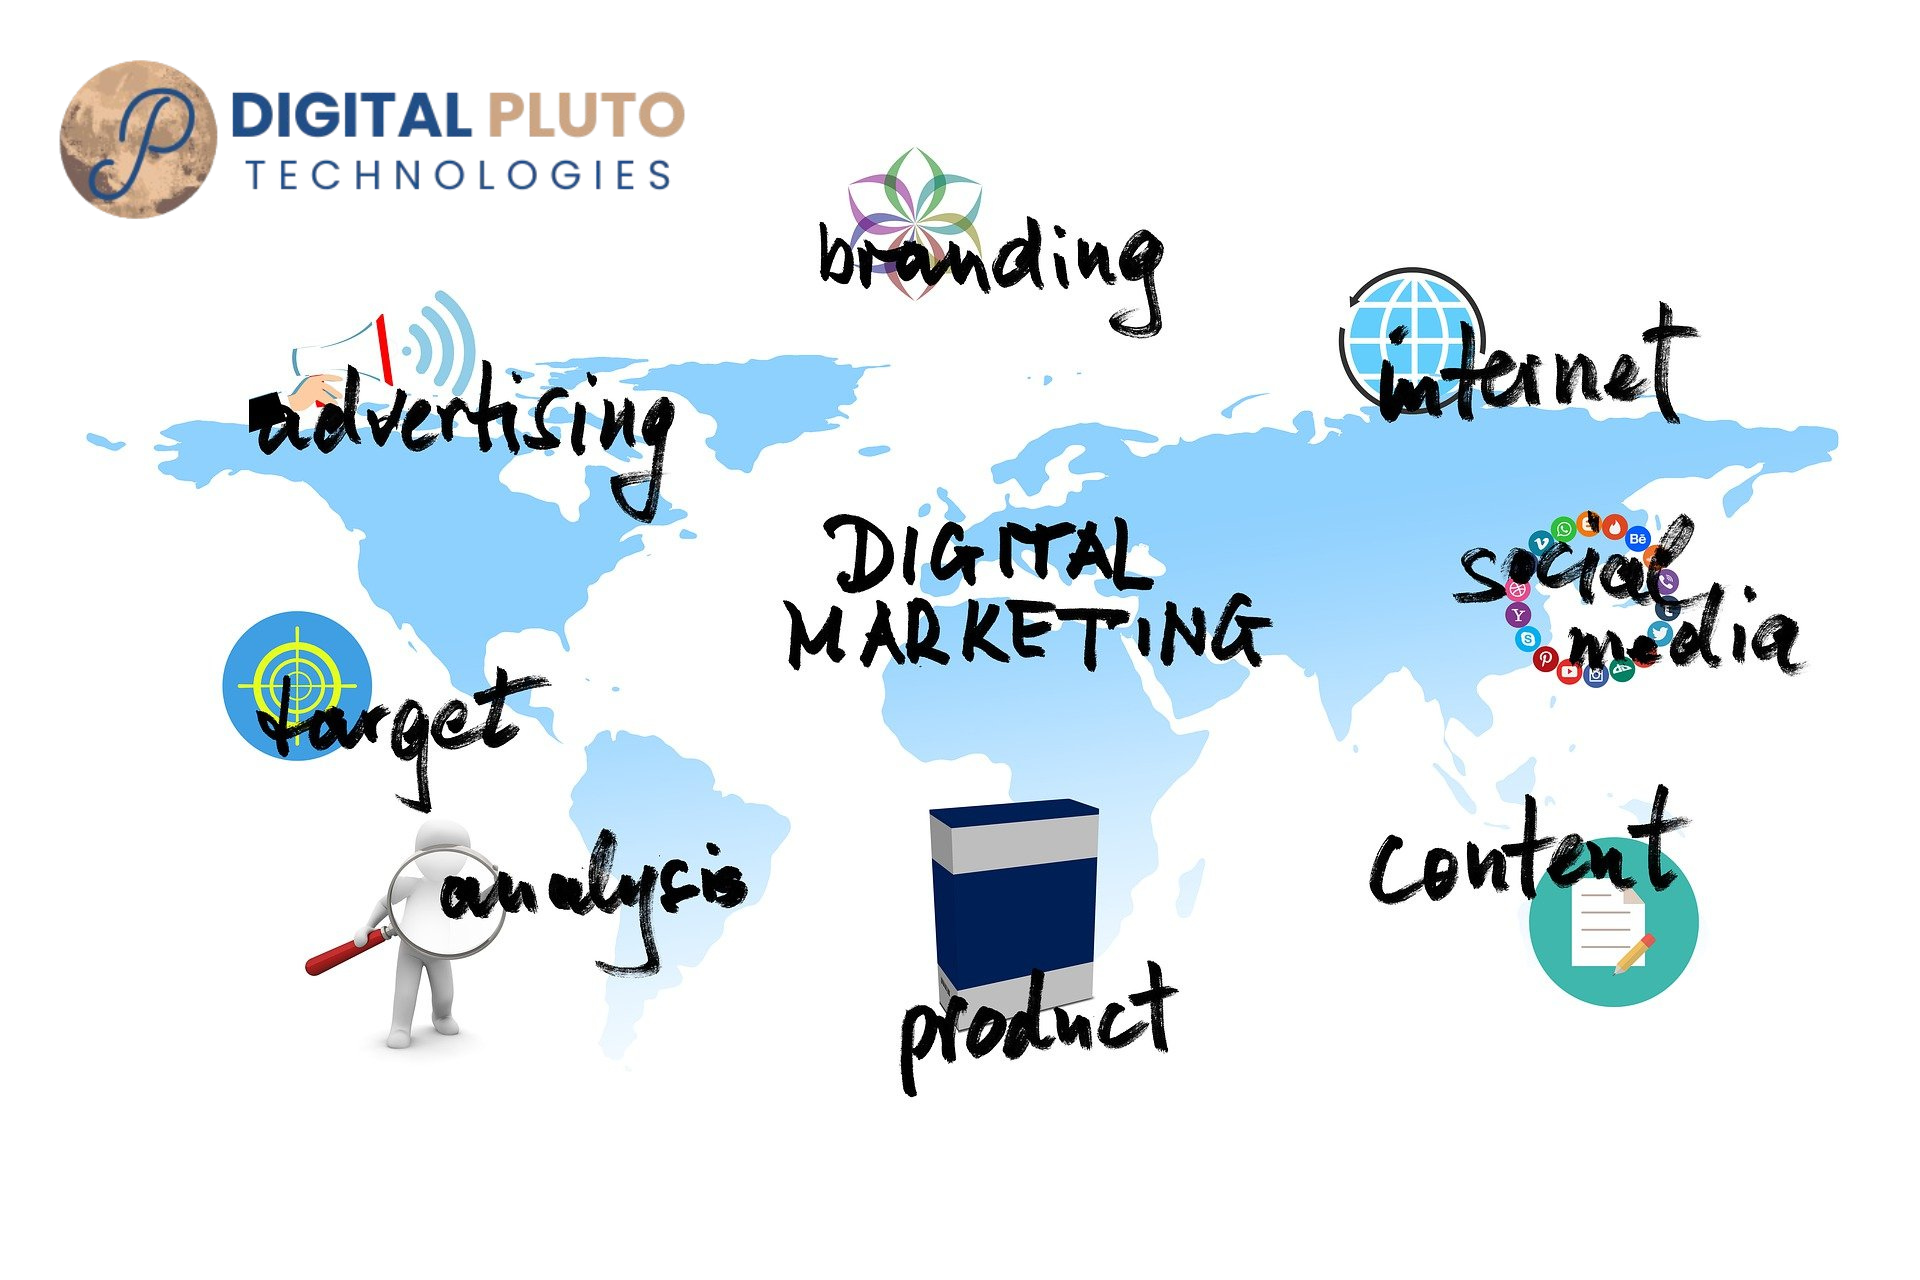 DIGITAL PLUTO
TECHNOLOGIES
branding
internet
advertising
DIGITAL
MARKETING
social
media
target
analysis
content
product